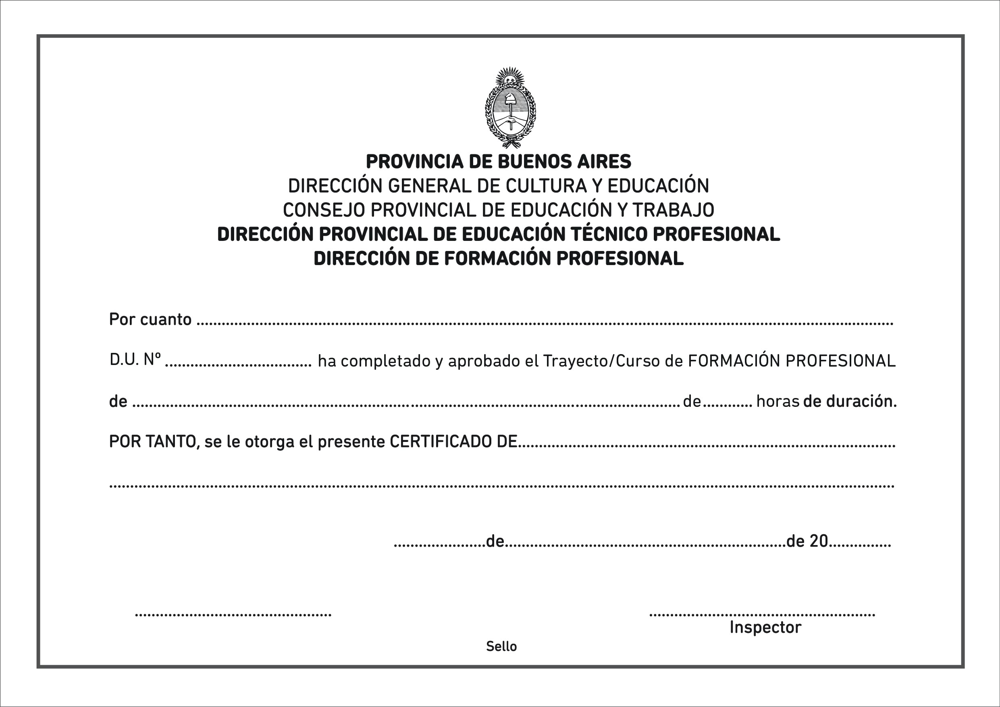 PROVINCIA DE BUENOS AIRES
DIRECCIÓN GENERAL DE CULTURA Y EDUCACIÓN
CONSEJO PROVINCIAL DE EDUCACIÓN Y TRABAJO
DIRECCIÓN PROVINCIAL DE EDUCACIÓN TÉCNICO PROFESIONAL
DIRECCIÓN DE FORMACIÓN PROFESIONAL
Por cuanto ..........
D.U. Nº .......... ha completado y aprobado el Trayecto/Curso de FORMACIÓN PROFESIONAL
de .......... de .......... horas de duración.
POR TANTO, se le otorga el presente CERTIFICADO DE..........
..........
..........de..........de 20..........
.......... ..........
Inspector
Sello